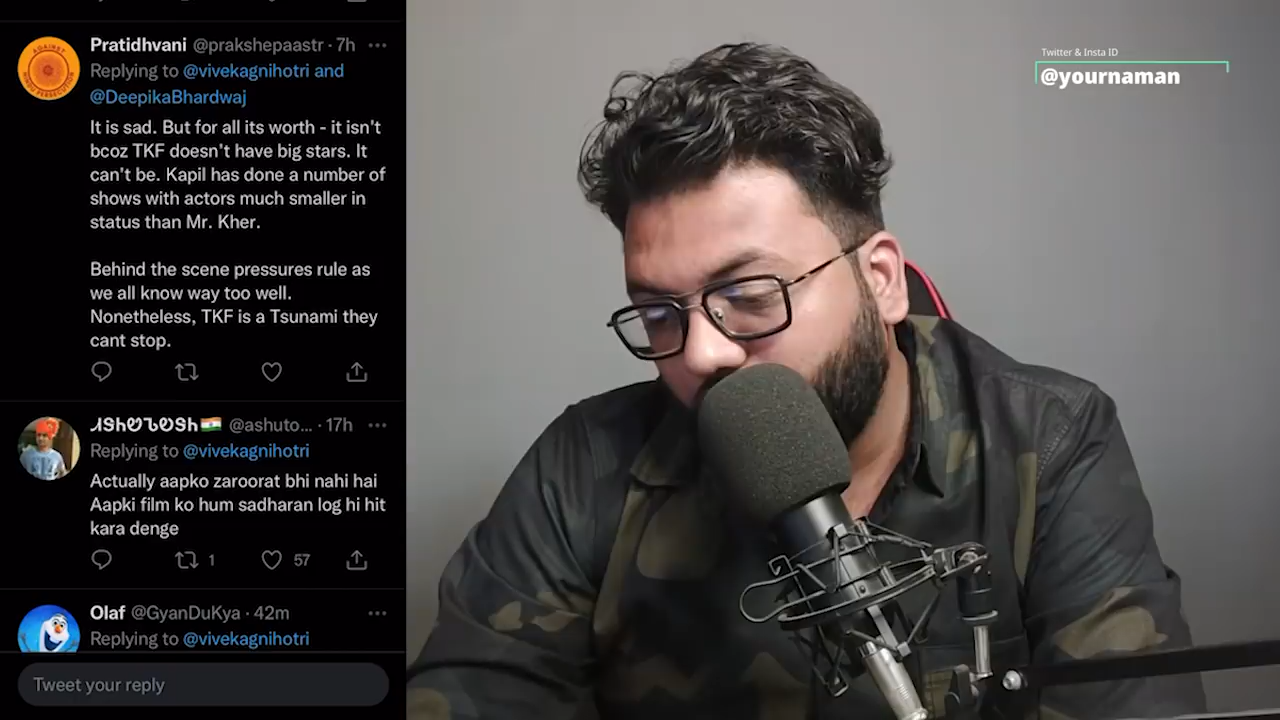 Pratidhvani @prakshepaastr · 7h
Replying to @vivekagnihotri and
@DeepikaBhardwaj
It is sad. But for all its worth - it isn't
bcoz TKF doesn't have big stars. It
can't be. Kapil has done a number of
shows with actors much smaller in
status than Mr. Kher.
Behind the scene pressures rule as
we all know way too well.
Nonetheless, TKF is a Tsunami they
cant stop.
@ashuto... · 17h
Replying to @vivekagnihotri
Actually aapko zaroorat bhi nahi hai
Aapki film ko hum sadharan log hi hit
kara denge
1 57
Olaf @GyanDuKya · 42m
Replying to @vivekagnihotri
Tweet your reply
Twitter & Insta ID
@yournaman